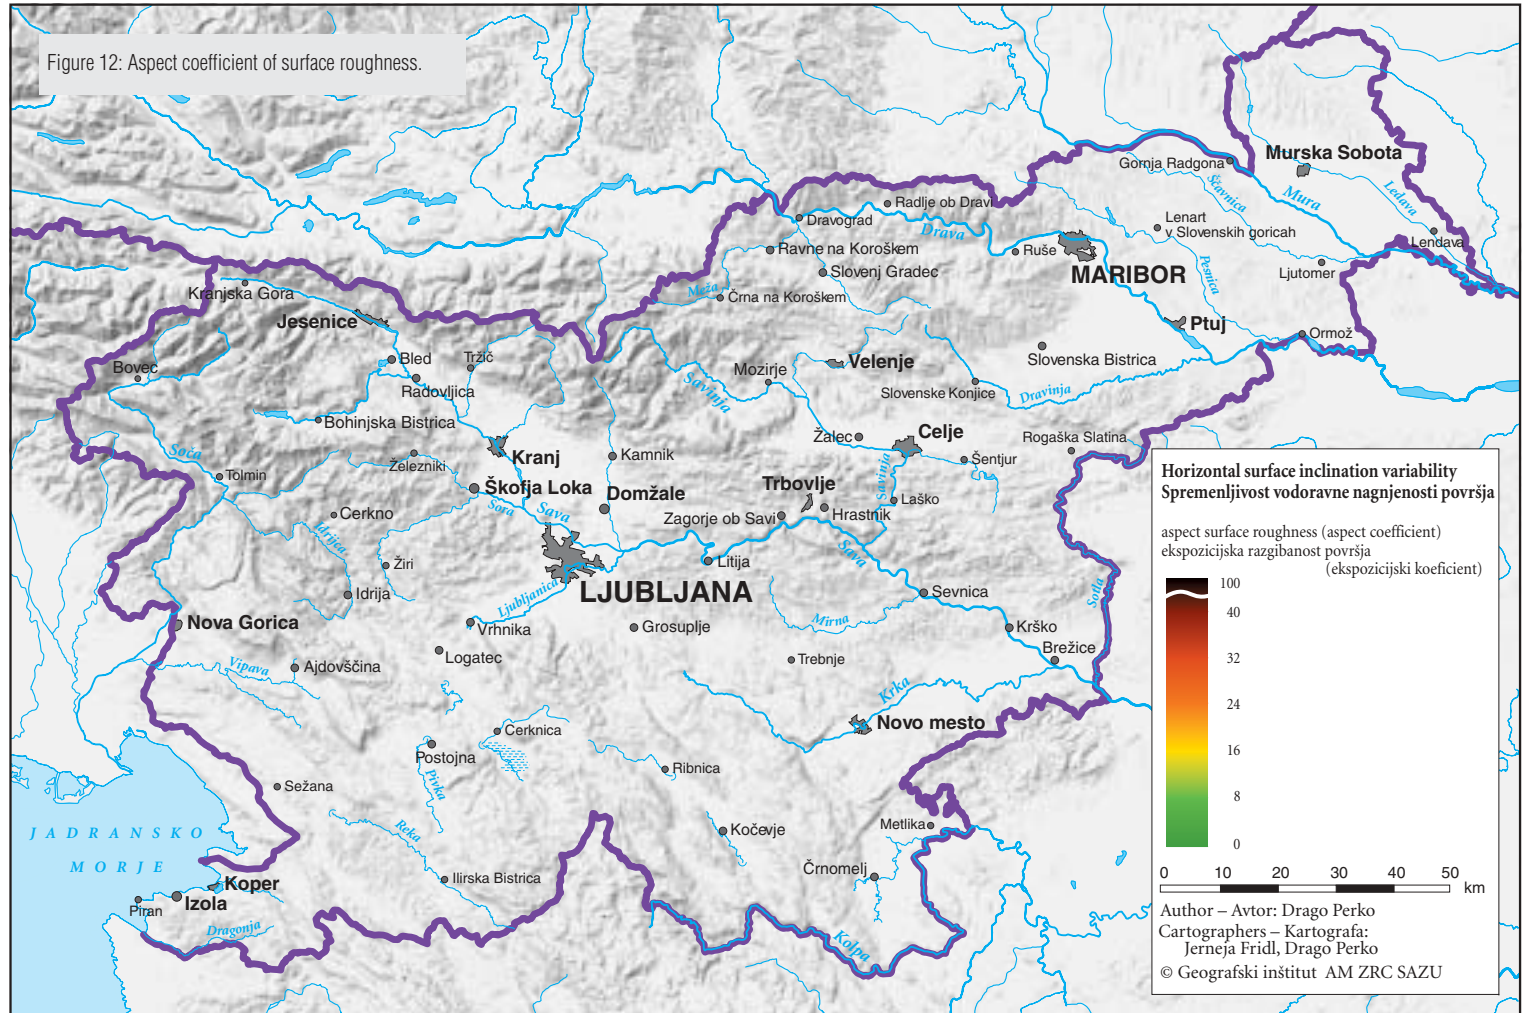 Figure 12: Aspect coefficient of surface roughness.
Murska Sobota
Gornja Radgona
Ščavnica
Mura
Ledava
Radlje ob Dravi
Dravograd
Drava
Lenart
v Slovenskih goricah
Lendava
Ravne na Koroškem
Ruše
MARIBOR
Pesnica
Ljutomer
Slovenj Gradec
Kranjska Gora
Meža
Črna na Koroškem
Jesenice
Ptuj
Ormož
Bled
Tržič
Velenje
Slovenska Bistrica
Bovec
Mozirje
Radovljica
Savinja
Slovenske Konjice
Dravinja
Bohinjska Bistrica
Celje
Žalec
Rogaška Slatina
Soča
Kranj
Kamnik
Šentjur
Železniki
Tolmin
Savinja
Škofja Loka
Domžale
Trbovlje
Laško
Cerkno
Sora
Sava
Zagorje ob Savi
Hrastnik
Idrijca
Sava
Žiri
Litija
LJUBLJANA
Idrija
Ljubljanica
Sevnica
Sotla
Nova Gorica
Vrhnika
Grosuplje
Mirna
Krško
Logatec
Trebnje
Brežice
Vipava
Ajdovščina
Krka
Novo mesto
Cerknica
Postojna
Pivka
Ribnica
Sežana
JADRANSKO
MORJE
Reka
Kočevje
Metlika
Črnomelj
Koper
Ilirska Bistrica
Izola
Piran
Dragonja
Kolpa
Horizontal surface inclination variability
Spremenljivost vodoravne nagnjenosti površja
aspect surface roughness (aspect coefficient)
ekspozicijska razgibanost površja
(ekspozicijski koeficient)
100
40
32
24
16
8
0
0 10 20 30 40 50 km
Author – Avtor: Drago Perko
Cartographers – Kartografa:
Jerneja Fridl, Drago Perko
© Geografski inštitut AM ZRC SAZU